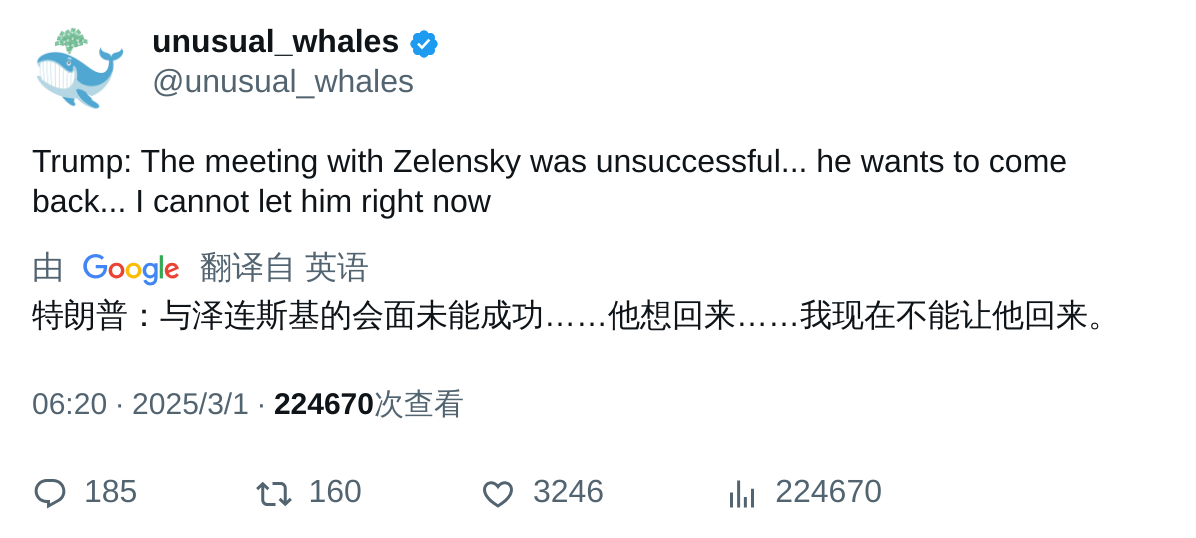 unusual_whales
@unusual_whales
Trump: The meeting with Zelensky was unsuccessful... he wants to come
back... I cannot let him right now
由 Google 翻译自 英语
特朗普：与泽连斯基的会面未能成功……他想回来……我现在不能让他回来。
06:20 · 2025/3/1 · 224670次查看
185 160 3246 224670